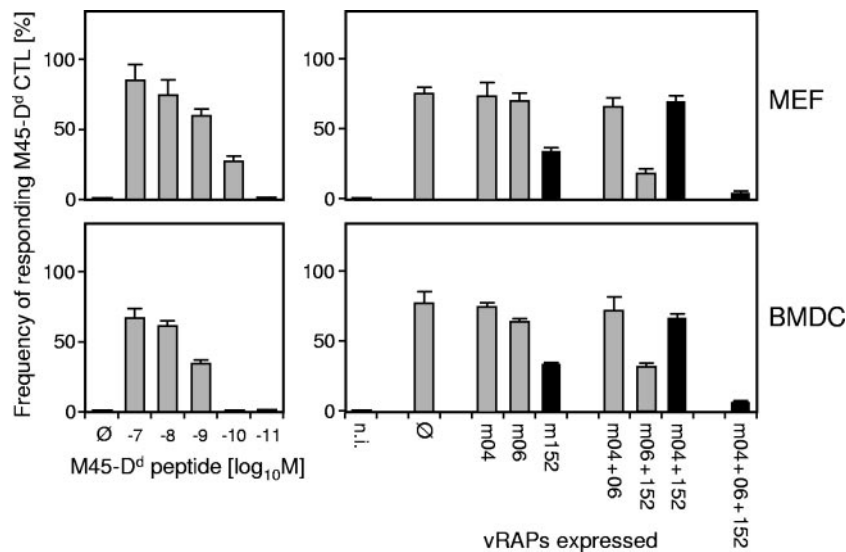 Frequency of responding M45-Dᵈ CTL [%]
100
50
0
100
50
0
MEF
100
50
0
100
50
0
BMDC
Ø -7 -8 -9 -10 -11
M45-Dᵈ peptide [log₁₀M]
n.i.
Ø
m04
m06
m152
m04+06
m06+152
m04+152
m04+06+152
vRAPs expressed